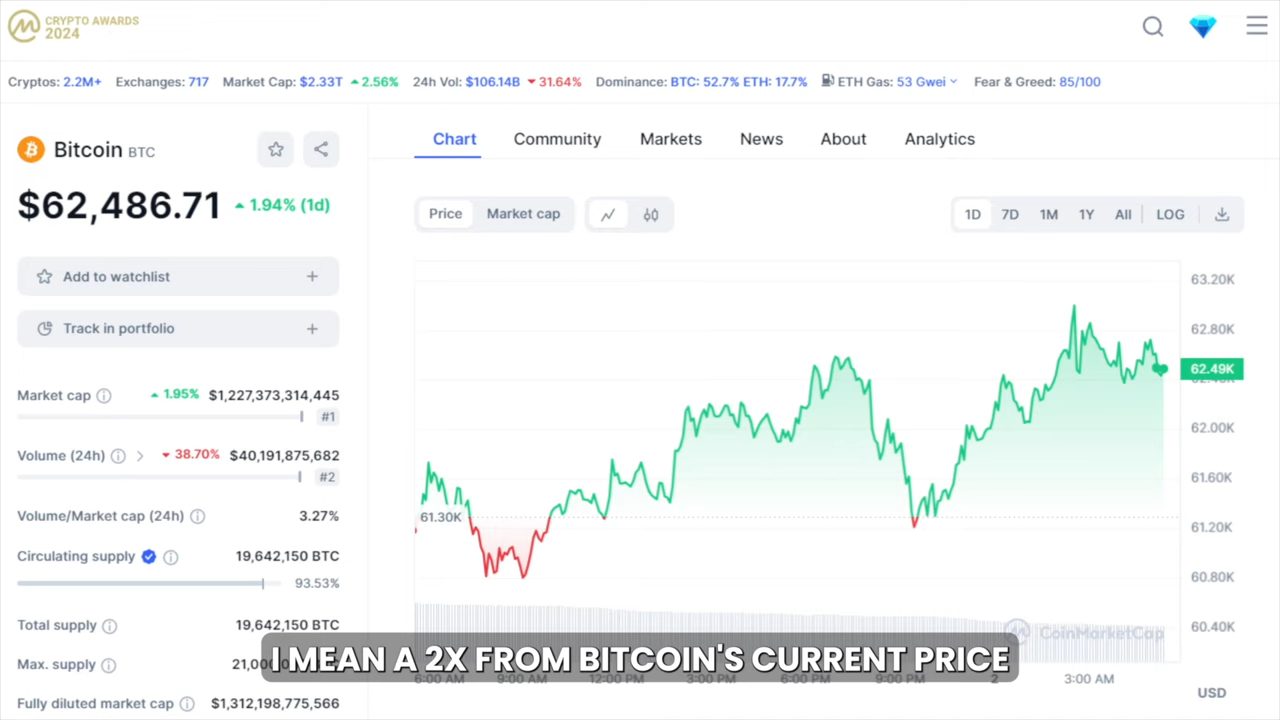 CRYPTO AWARDS
2024
Cryptos: 2.2M+ Exchanges: 717 Market Cap: $2.33T 2.56% 24h Vol: $106.14B 31.64% Dominance: BTC: 52.7% ETH: 17.7% ETH Gas: 53 Gwei Fear & Greed: 85/100
Bitcoin BTC
$62,486.71 1.94% (1d)
Add to watchlist +
Track in portfolio +
Market cap 1.95% $1,227,373,314,445
#1
Volume (24h) 38.70% $40,191,875,682
#2
Volume/Market cap (24h) 3.27%
Circulating supply 19,642,150 BTC
93.53%
Total supply 19,642,150 BTC
Max. supply
Fully diluted market cap $1,312,198,775,566
Chart Community Markets News About Analytics
Price Market cap
1D 7D 1M 1Y All LOG
63.20K
62.80K
62.49K
62.00K
61.60K
61.30K
61.20K
60.80K
60.40K
CoinMarketCap
I MEAN A 2X FROM BITCOIN'S CURRENT PRICE
6:00 AM 9:00 AM 12:00 PM 3:00 PM 6:00 PM 9:00 PM 2 3:00 AM
USD